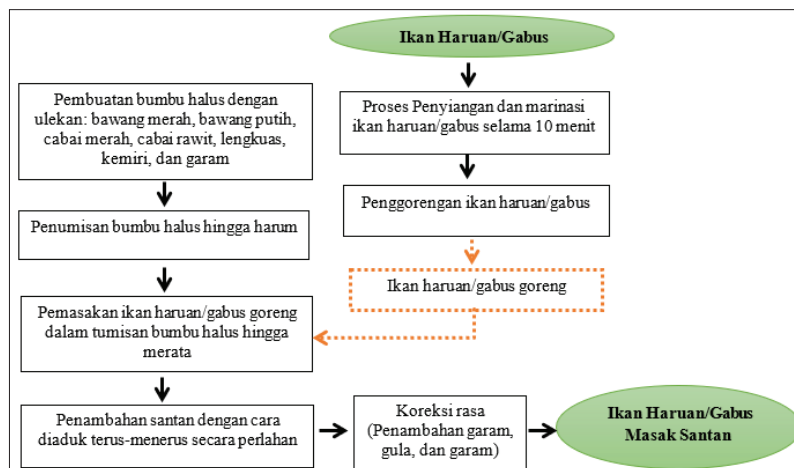 Ikan Haruan/Gabus
Pembuatan bumbu halus dengan
ulekan: bawang merah, bawang putih,
cabai merah, cabai rawit, lengkuas,
kemiri, dan garam
Proses Penyiangan dan marinasi
ikan haruan/gabus selama 10 menit
Penggorengan ikan haruan/gabus
Penumisan bumbu halus hingga harum
Ikan haruan/gabus goreng
Pemasakan ikan haruan/gabus goreng
dalam tumisan bumbu halus hingga
merata
Penambahan santan dengan cara
diaduk terus-menerus secara perlahan
Koreksi rasa
(Penambahan garam,
gula, dan garam)
Ikan Haruan/Gabus
Masak Santan